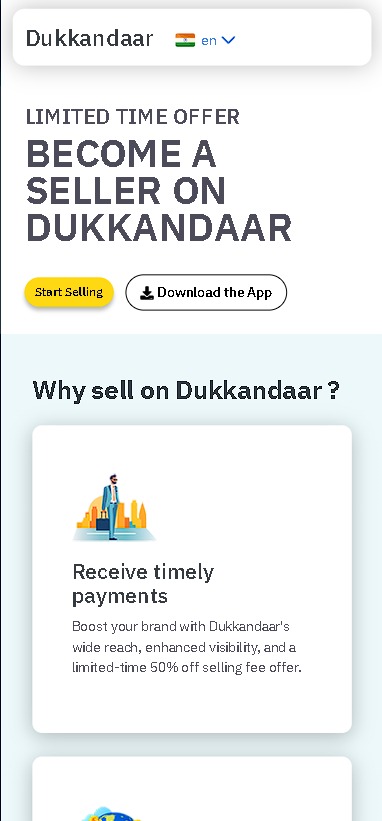 Dukkandaar
en
LIMITED TIME OFFER
BECOME A
SELLER ON
DUKKANDAAR
Start Selling
Download the App
Why sell on Dukkandaar ?
Receive timely
payments
Boost your brand with Dukkandaar's
wide reach, enhanced visibility, and a
limited-time 50% off selling fee offer.